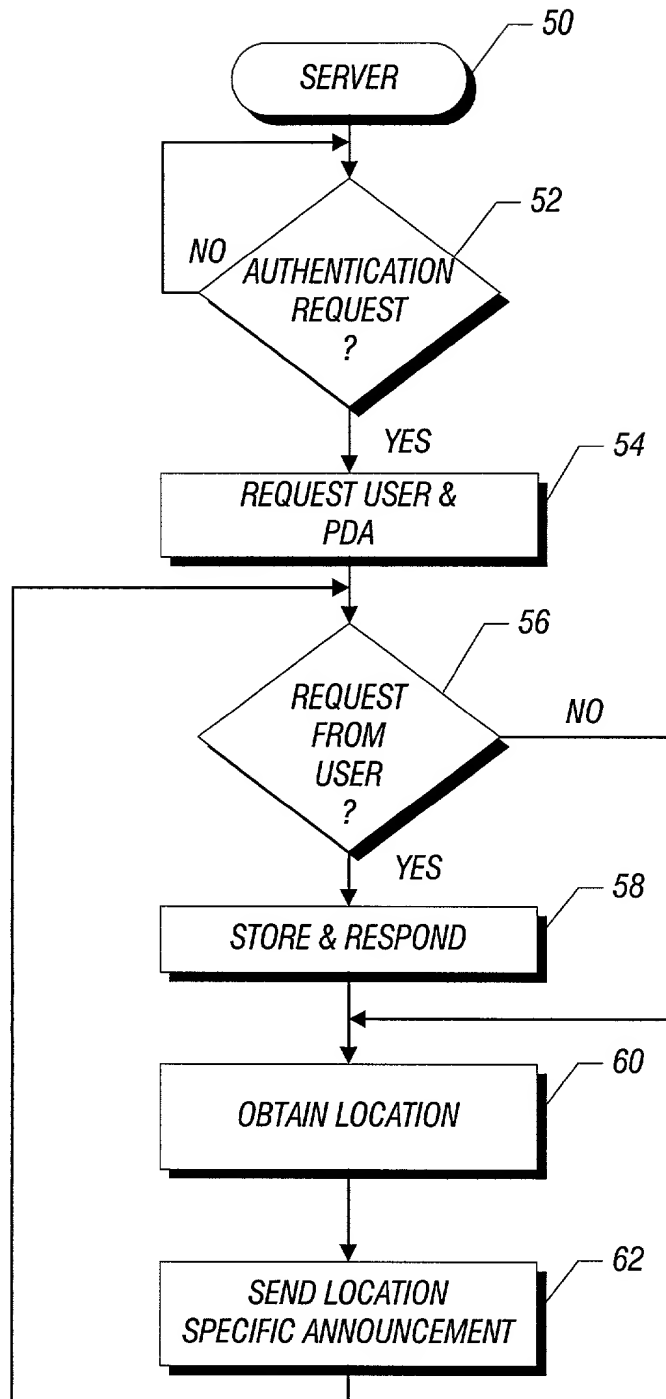 50
SERVER
52
NO
AUTHENTICATION
REQUEST
?
YES
54
REQUEST USER &
PDA
56
REQUEST
FROM
USER
?
NO
YES
58
STORE & RESPOND
60
OBTAIN LOCATION
62
SEND LOCATION
SPECIFIC ANNOUNCEMENT